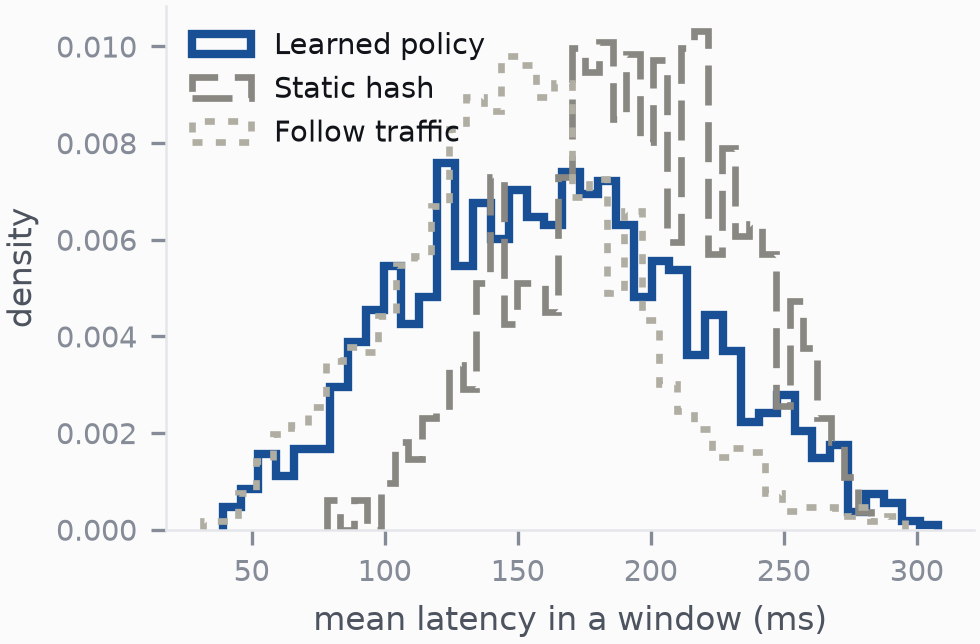 Learned policy
Static hash
Follow traffic
0.010
0.008
0.006
0.004
0.002
0.000
density
50 100 150 200 250 300
mean latency in a window (ms)